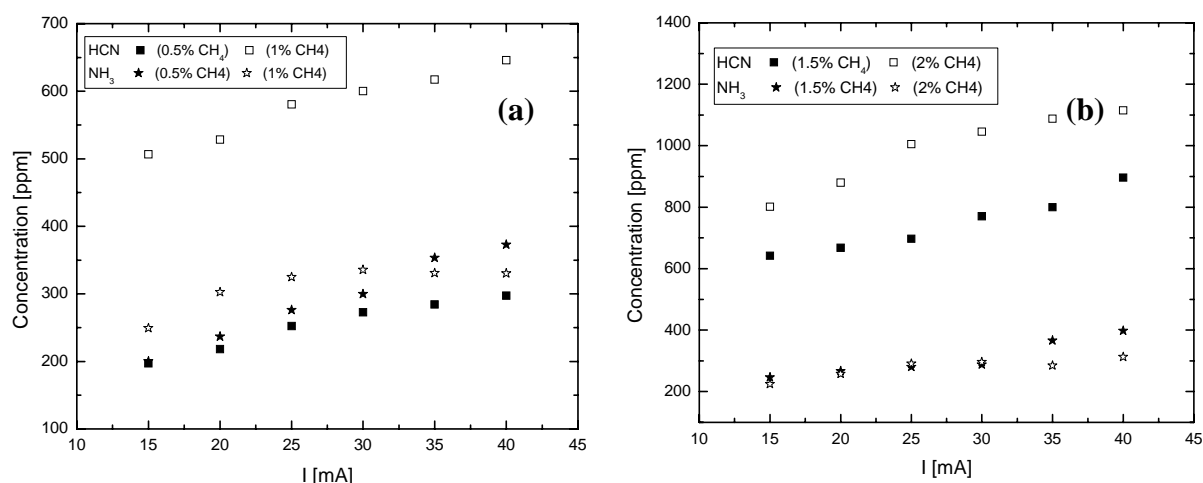 700
600
500
400
300
200
100
10 15 20 25 30 35 40 45
Concentration [ppm]
I [mA]
HCN ■ (0.5% CH₄) □ (1% CH4)
NH₃ ★ (0.5% CH4) ☆ (1% CH4)
(a)
1400
1200
1000
800
600
400
200
10 15 20 25 30 35 40 45
Concentration [ppm]
I [mA]
HCN ■ (1.5% CH₄) □ (2% CH4)
NH₃ ★ (1.5% CH4) ☆ (2% CH4)
(b)